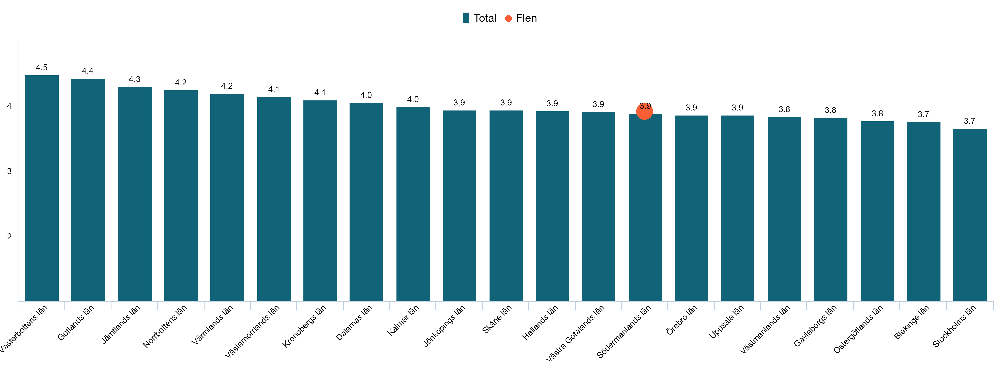 Total Flen
4.5 4.4 4.3 4.2 4.2 4.1 4.1 4.0 4.0 3.9 3.9 3.9 3.9 3.9 3.9 3.9 3.8 3.8 3.8 3.7 3.7
4
3
2
Västerbottens län
Gotlands län
Jämtlands län
Norrbottens län
Värmlands län
Västernorrlands län
Kronobergs län
Dalarnas län
Kalmar län
Jönköpings län
Skåne län
Hallands län
Västra Götalands län
Södermanlands län
Örebro län
Uppsala län
Västmanlands län
Gävleborgs län
Östergötlands län
Blekinge län
Stockholms län